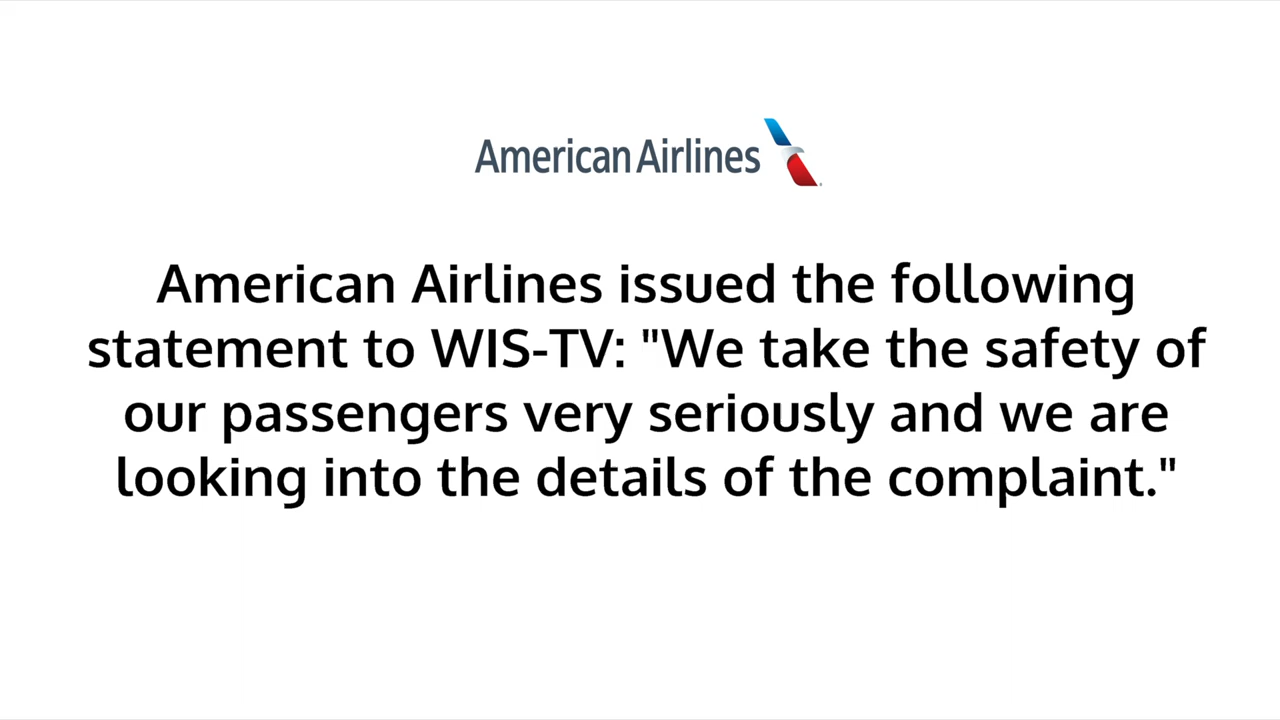 American Airlines
American Airlines issued the following
statement to WIS-TV: "We take the safety of
our passengers very seriously and we are
looking into the details of the complaint."